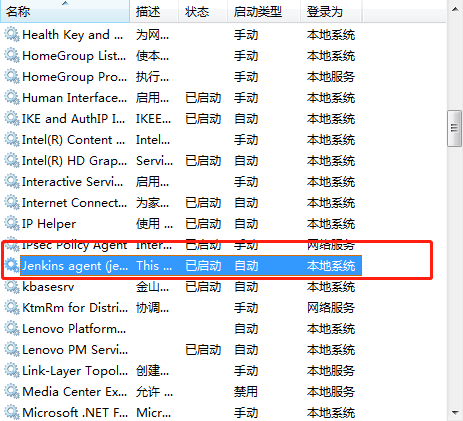 名称 描述 状态 启动类型 登录为
Health Key and ... 为网... 手动 本地系统
HomeGroup List... 使本... 手动 本地系统
HomeGroup Pro... 执行... 手动 本地服务
Human Interface... 启用... 已启动 自动 本地系统
IKE and AuthIP I... IKEE... 已启动 自动 本地系统
Intel(R) Content ... Intel... 手动 本地系统
Intel(R) HD Grap... Servi... 已启动 自动 本地系统
Interactive Servi... 启用... 手动 本地系统
Internet Connect... 为家... 已启动 自动 本地系统
IP Helper 使用 ... 已启动 自动 本地系统
IPsec Policy Agent Inter... 已启动 手动 网络服务
Jenkins agent (je... This ... 已启动 自动 本地系统
kbasesrv 金山... 已启动 自动 本地系统
KtmRm for Distri... 协调... 手动 网络服务
Lenovo Platform... 自动 本地系统
Lenovo PM Servi... 已启动 自动 本地系统
Link-Layer Topol... 创建... 手动 本地服务
Media Center Ex... 允许 ... 禁用 本地服务
Microsoft .NET F... Micr... 手动 本地系统